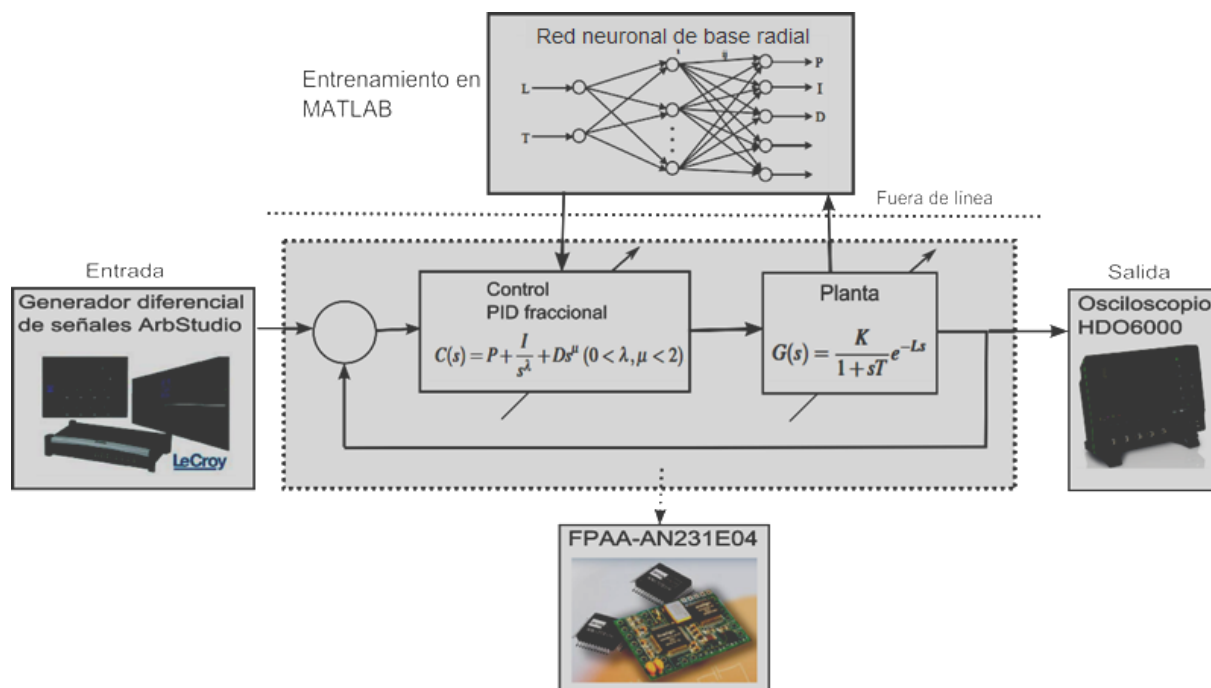 Red neuronal de base radial
Entrenamiento en
MATLAB
L
T
P
I
D
Fuera de linea
Entrada
Generador diferencial
de señales ArbStudio
LeCroy
Control
PID fraccional
C(s) = P + I/s^λ + Ds^μ (0 < λ, μ < 2)
Planta
G(s) = K/(1 + sT) e^{-Ls}
Salida
Osciloscopio
HDO6000
FPAA-AN231E04